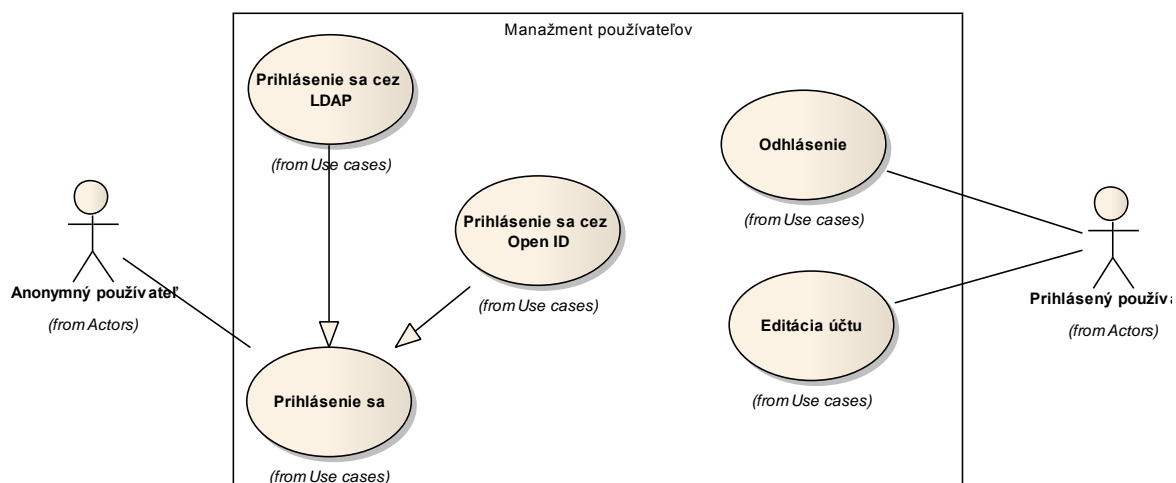 Manažment používateľov
Prihlásenie sa cez
LDAP
(from Use cases)
Prihlásenie sa cez
Open ID
(from Use cases)
Prihlásenie sa
(from Use cases)
Anonymný používateľ
(from Actors)
Odhlásenie
(from Use cases)
Editácia účtu
(from Use cases)
Prihlásený
(from Actors)